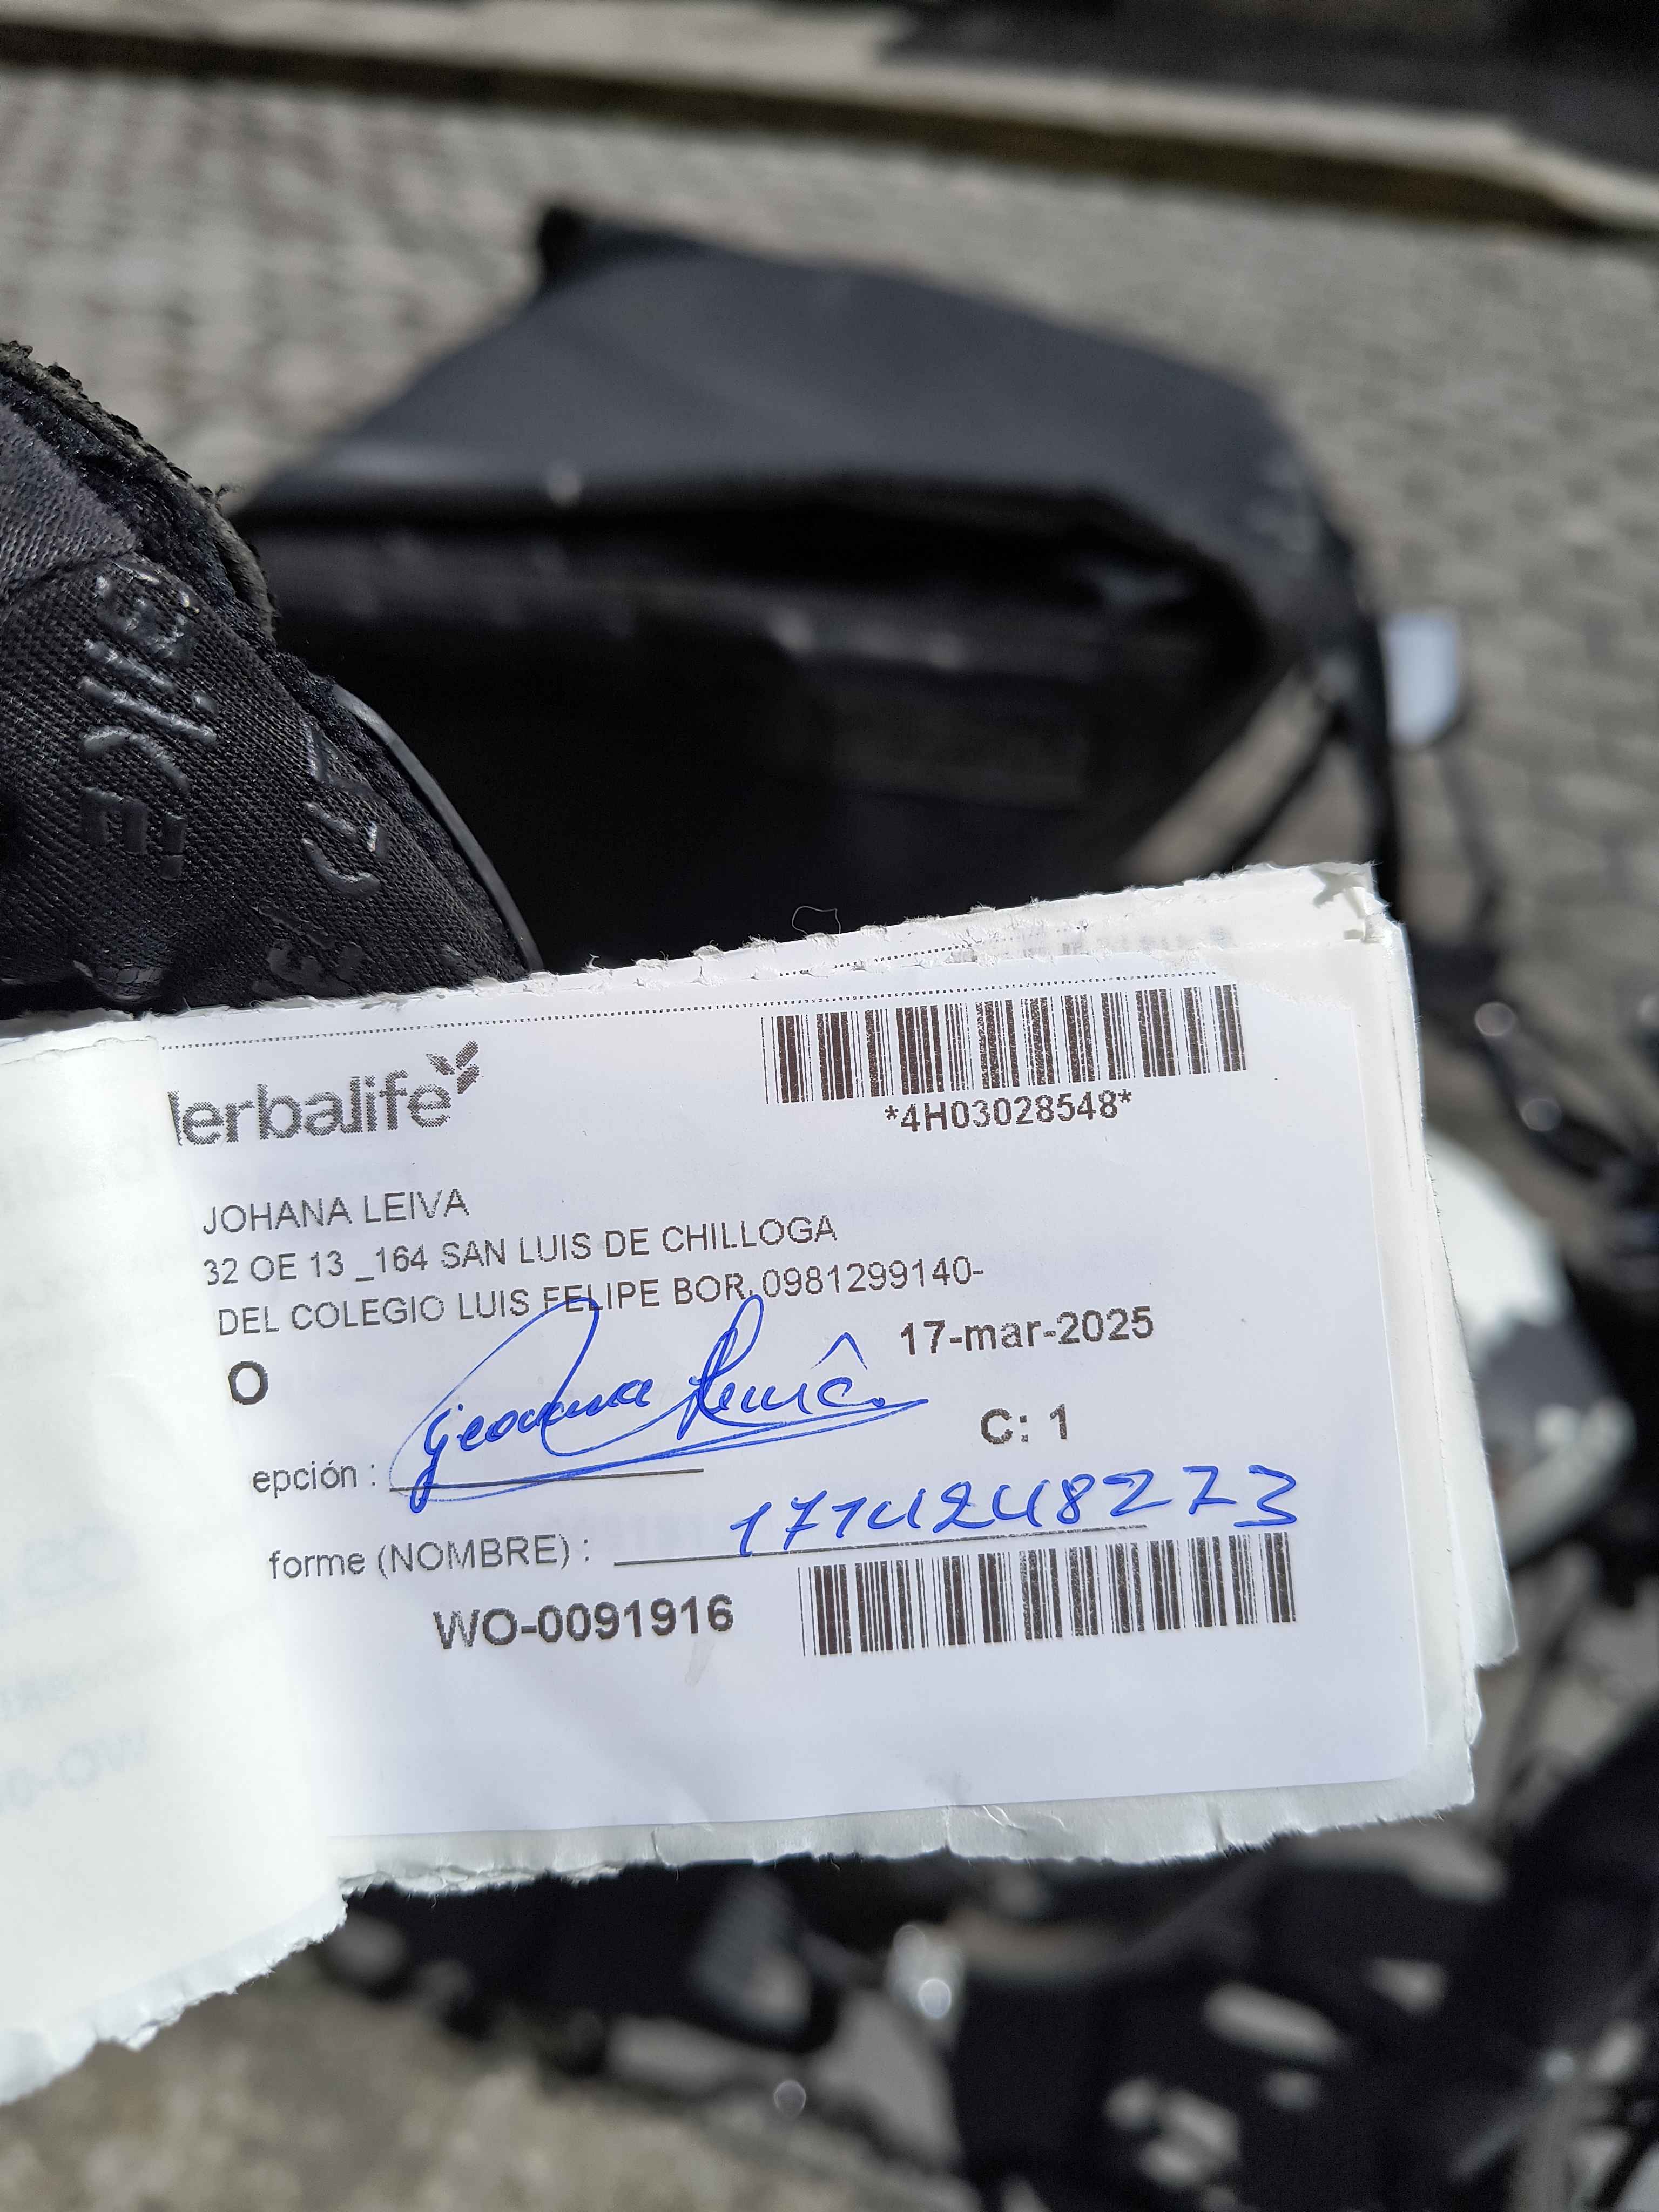 erbalife
*4H03028548*
JOHANA LEIVA
32 OE 13 _164 SAN LUIS DE CHILLOGA
DEL COLEGIO LUIS FELIPE BOR. 0981299140-
17-mar-2025
O
C: 1
epción :
forme (NOMBRE) : 1714248273
WO-0091916